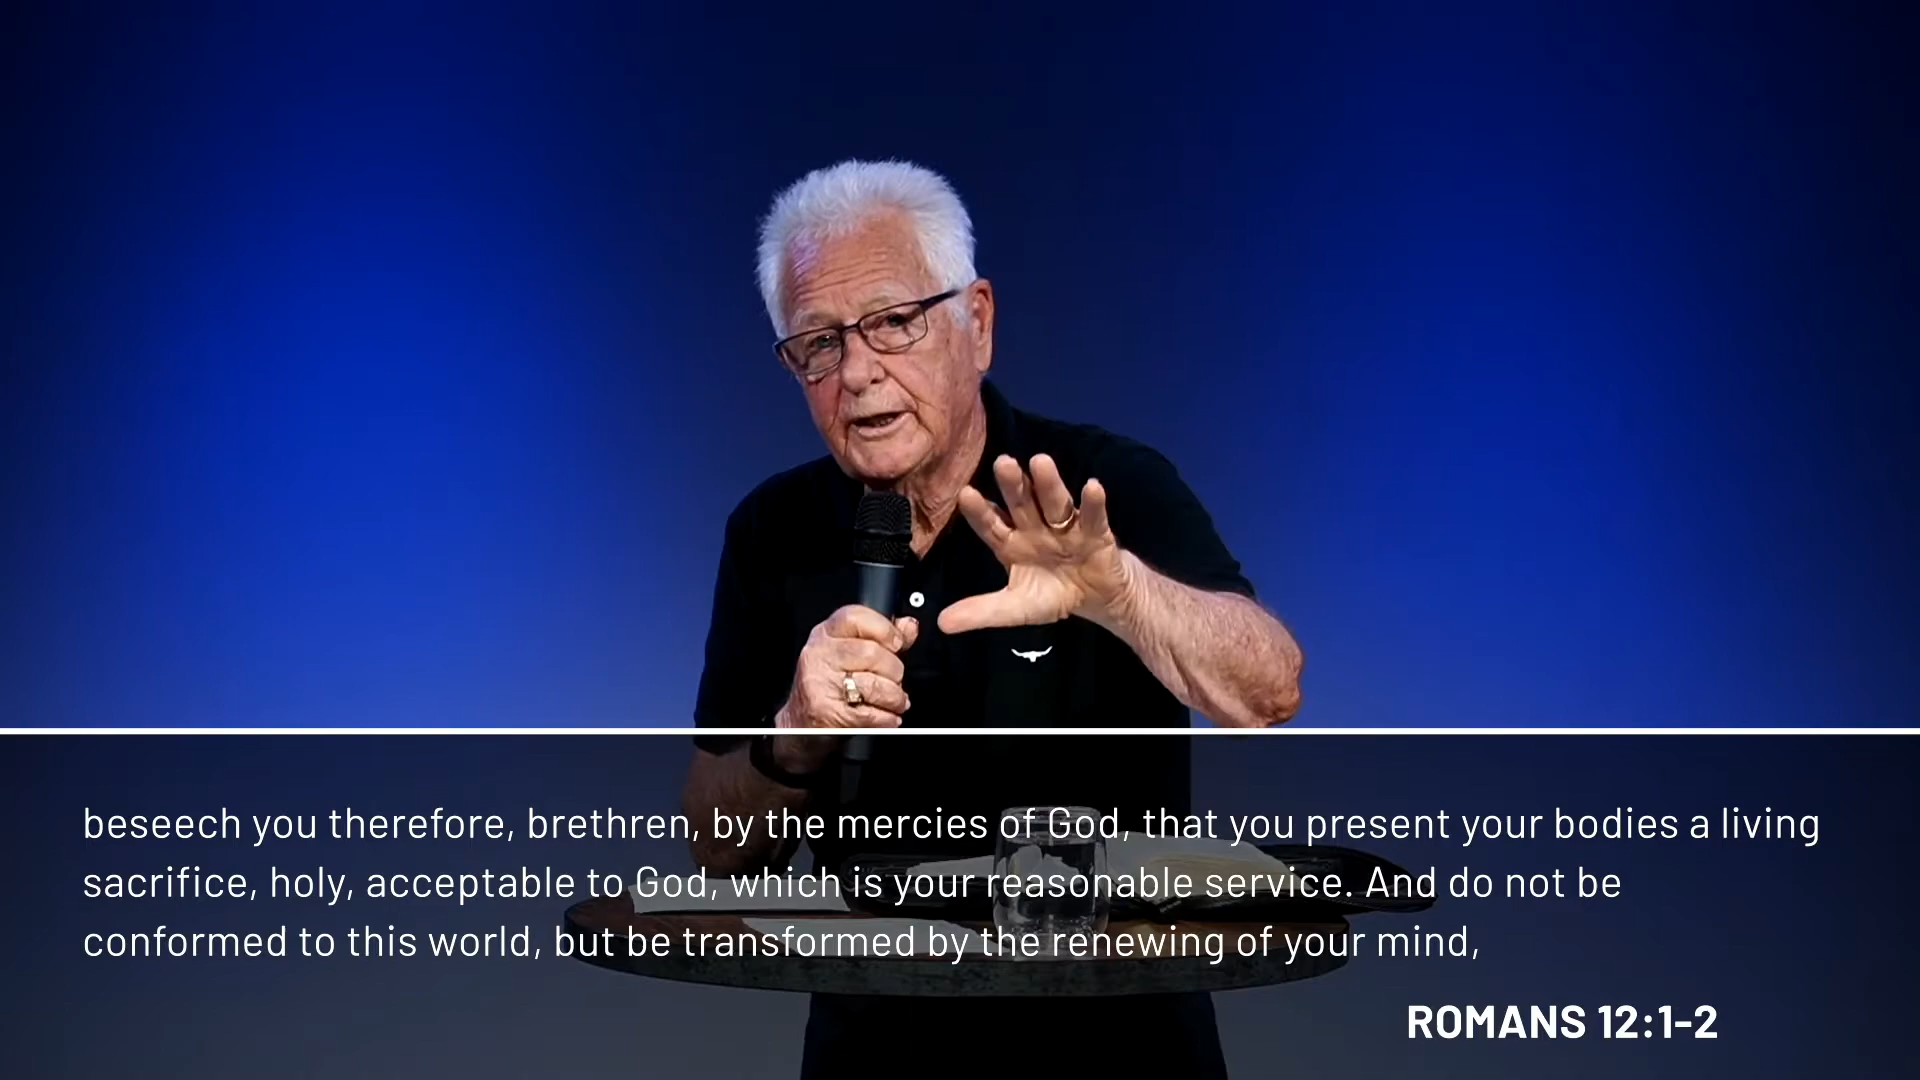 beseech you therefore, brethren, by the mercies of God, that you present your bodies a living
sacrifice, holy, acceptable to God, which is your reasonable service. And do not be
conformed to this world, but be transformed by the renewing of your mind,
ROMANS 12:1-2